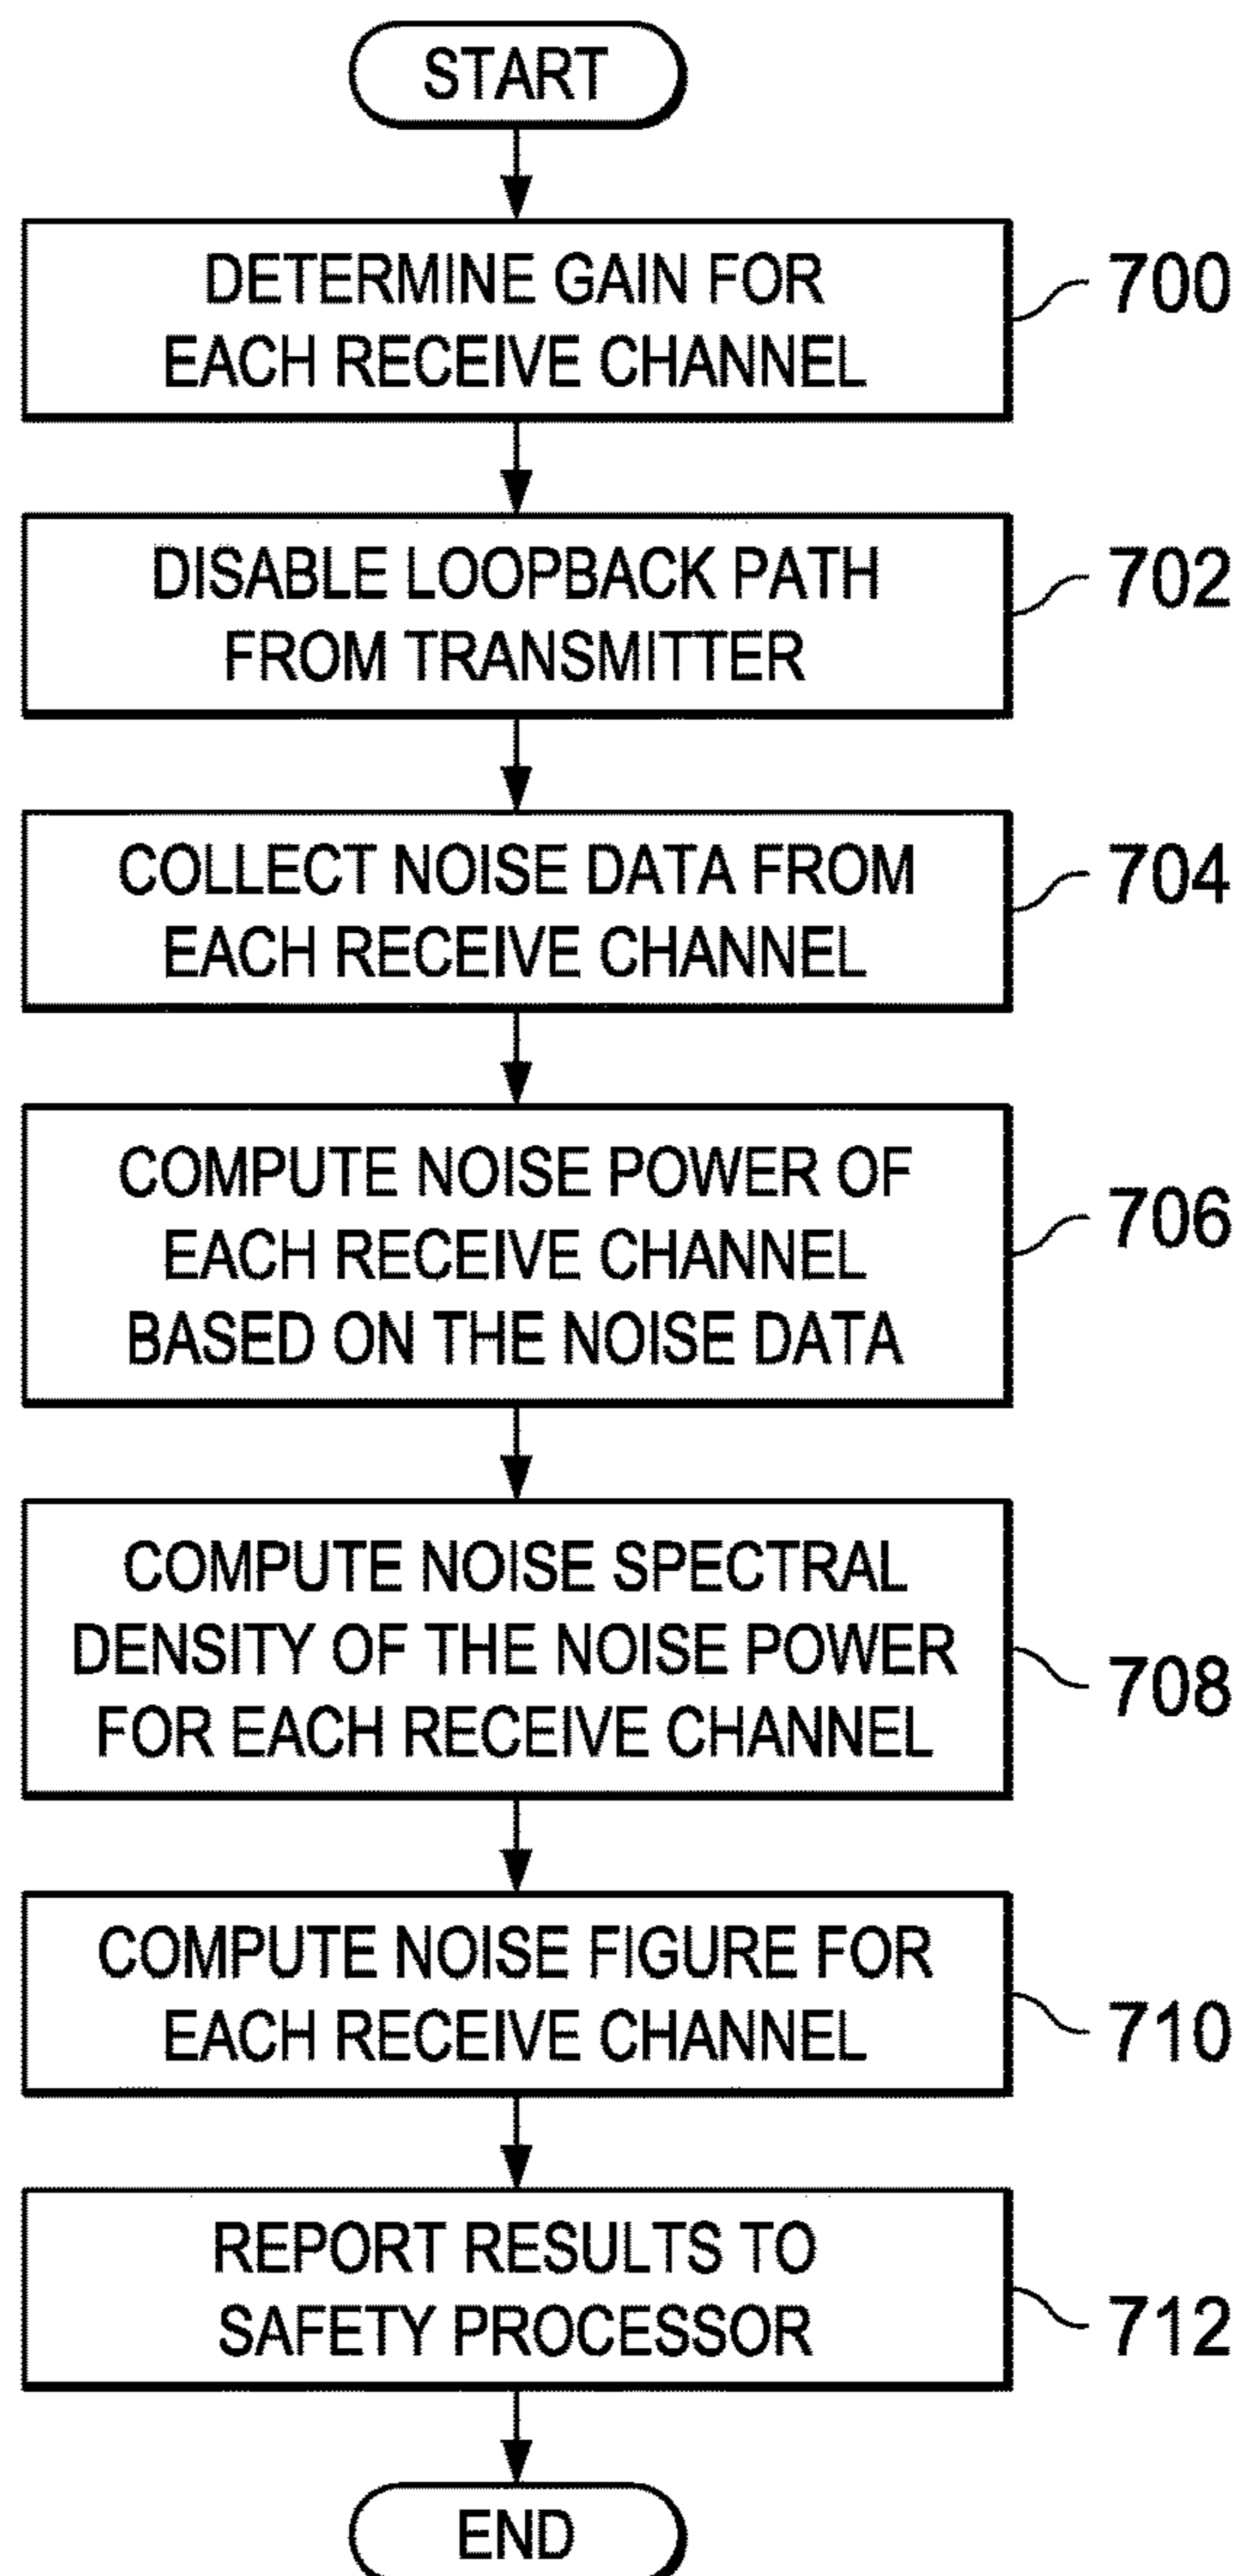 START
DETERMINE GAIN FOR
EACH RECEIVE CHANNEL
700
DISABLE LOOPBACK PATH
FROM TRANSMITTER
702
COLLECT NOISE DATA FROM
EACH RECEIVE CHANNEL
704
COMPUTE NOISE POWER OF
EACH RECEIVE CHANNEL
BASED ON THE NOISE DATA
706
COMPUTE NOISE SPECTRAL
DENSITY OF THE NOISE POWER
FOR EACH RECEIVE CHANNEL
708
COMPUTE NOISE FIGURE FOR
EACH RECEIVE CHANNEL
710
REPORT RESULTS TO
SAFETY PROCESSOR
712
END